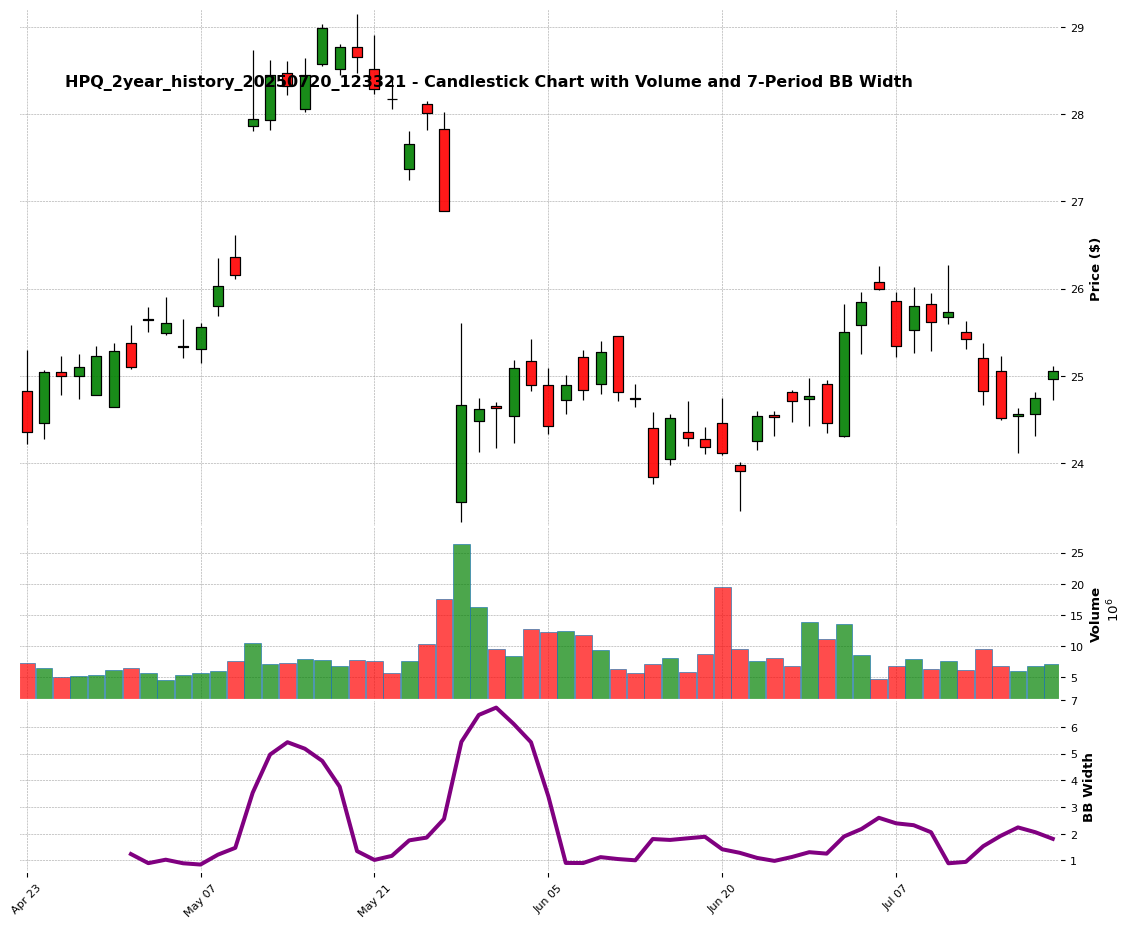 HPQ_2year_history_20250720_123321 - Candlestick Chart with Volume and 7-Period BB Width
29
28
27
26
25
24
Price ($)
25
20
15
10
5
Volume
10^6
7
6
5
4
3
2
1
BB Width
Apr 23
May 07
May 21
Jun 05
Jun 20
Jul 07